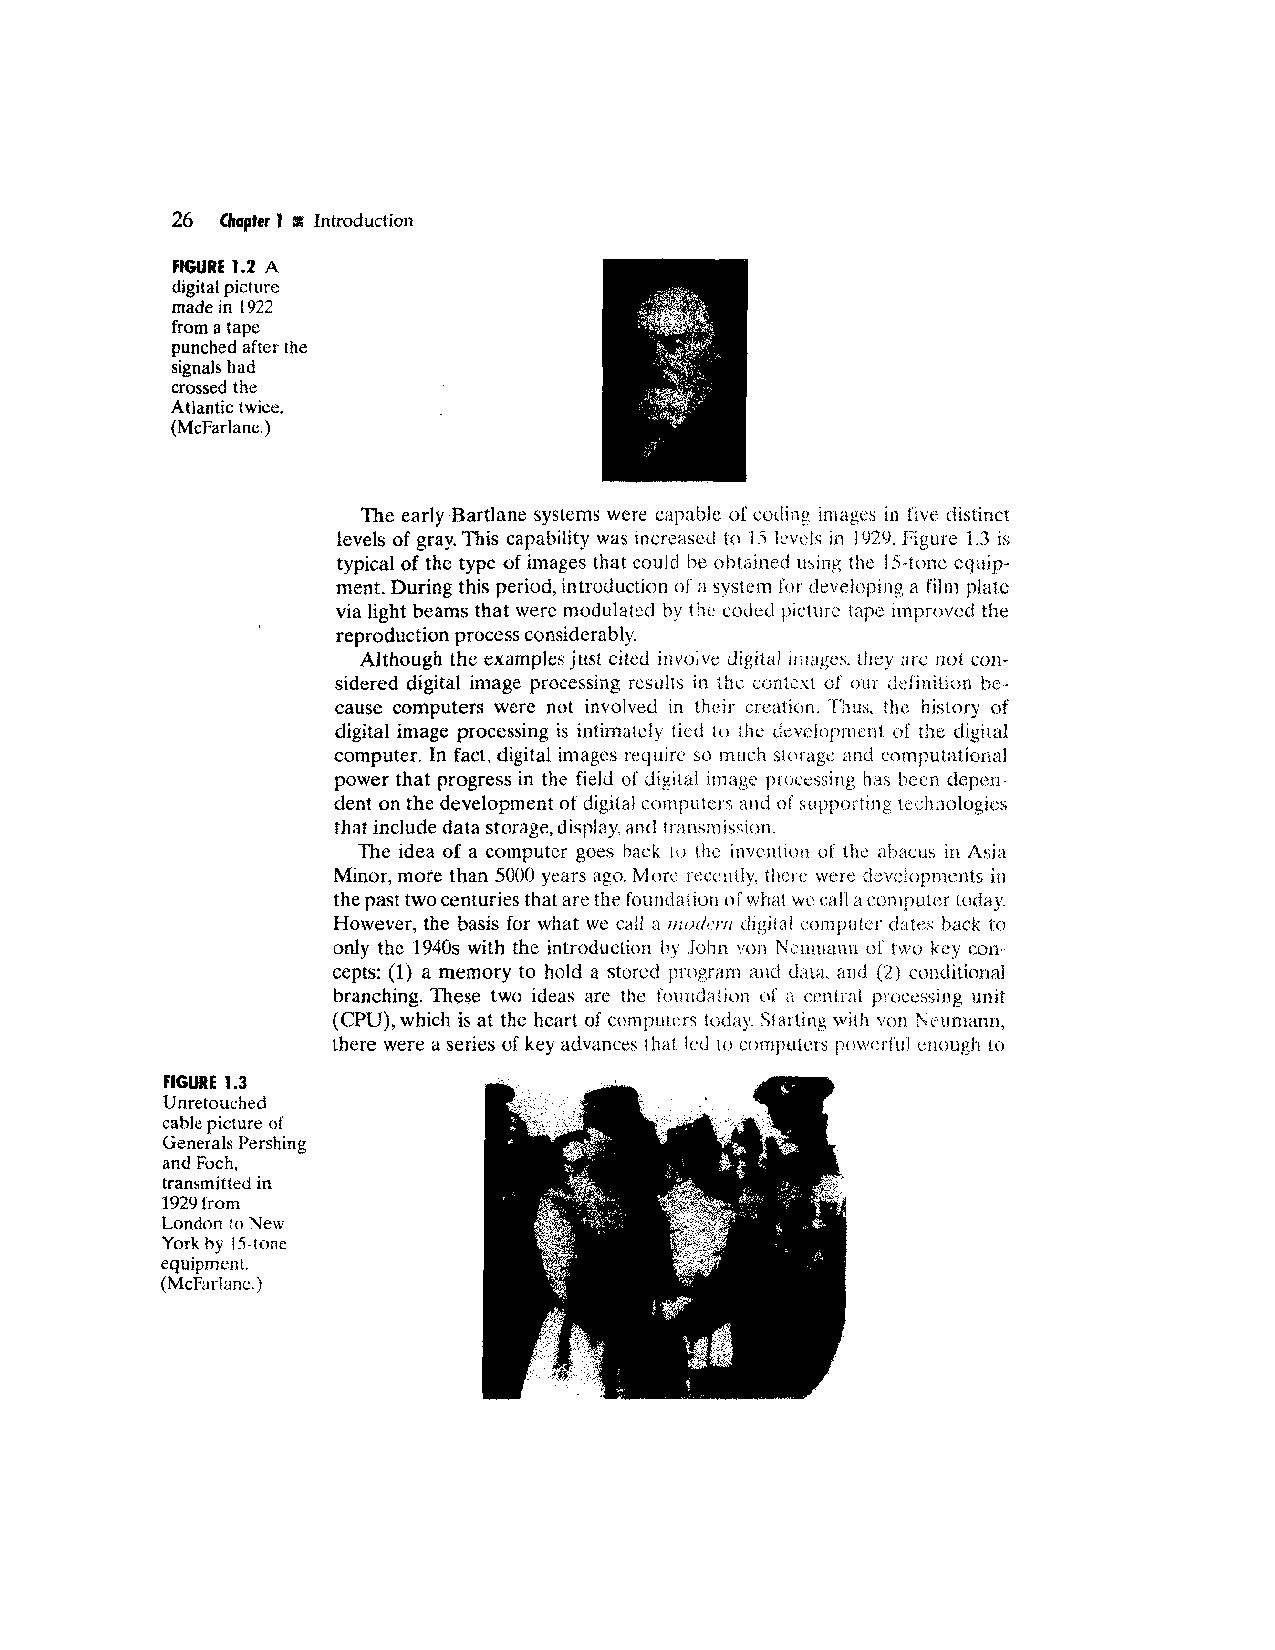 26 Chapter 1 ■ Introduction
FIGURE 1.2 A
digital picture
made in 1922
from a tape
punched after the
signals had
crossed the
Atlantic twice.
(McFarlane.)
The early Bartlane systems were capable of coding images in five distinct
levels of gray. This capability was increased to 15 levels in 1929. Figure 1.3 is
typical of the type of images that could be obtained using the 15-tone equip-
ment. During this period, introduction of a system for developing a film plate
via light beams that were modulated by the coded picture tape improved the
reproduction process considerably.
Although the examples just cited involve digital images, they are not con-
sidered digital image processing results in the context of our definition be-
cause computers were not involved in their creation. Thus, the history of
digital image processing is intimately tied to the development of the digital
computer. In fact, digital images require so much storage and computational
power that progress in the field of digital image processing has been depen-
dent on the development of digital computers and of supporting technologies
that include data storage, display, and transmission.
The idea of a computer goes back to the invention of the abacus in Asia
Minor, more than 5000 years ago. More recently, there were developments in
the past two centuries that are the foundation of what we call a computer today.
However, the basis for what we call a modern digital computer dates back to
only the 1940s with the introduction by John von Neumann of two key con-
cepts: (1) a memory to hold a stored program and data, and (2) conditional
branching. These two ideas are the foundation of a central processing unit
(CPU), which is at the heart of computers today. Starting with von Neumann,
there were a series of key advances that led to computers powerful enough to
FIGURE 1.3
Unretouched
cable picture of
Generals Pershing
and Foch,
transmitted in
1929 from
London to New
York by 15-tone
equipment.
(McFarlane.)